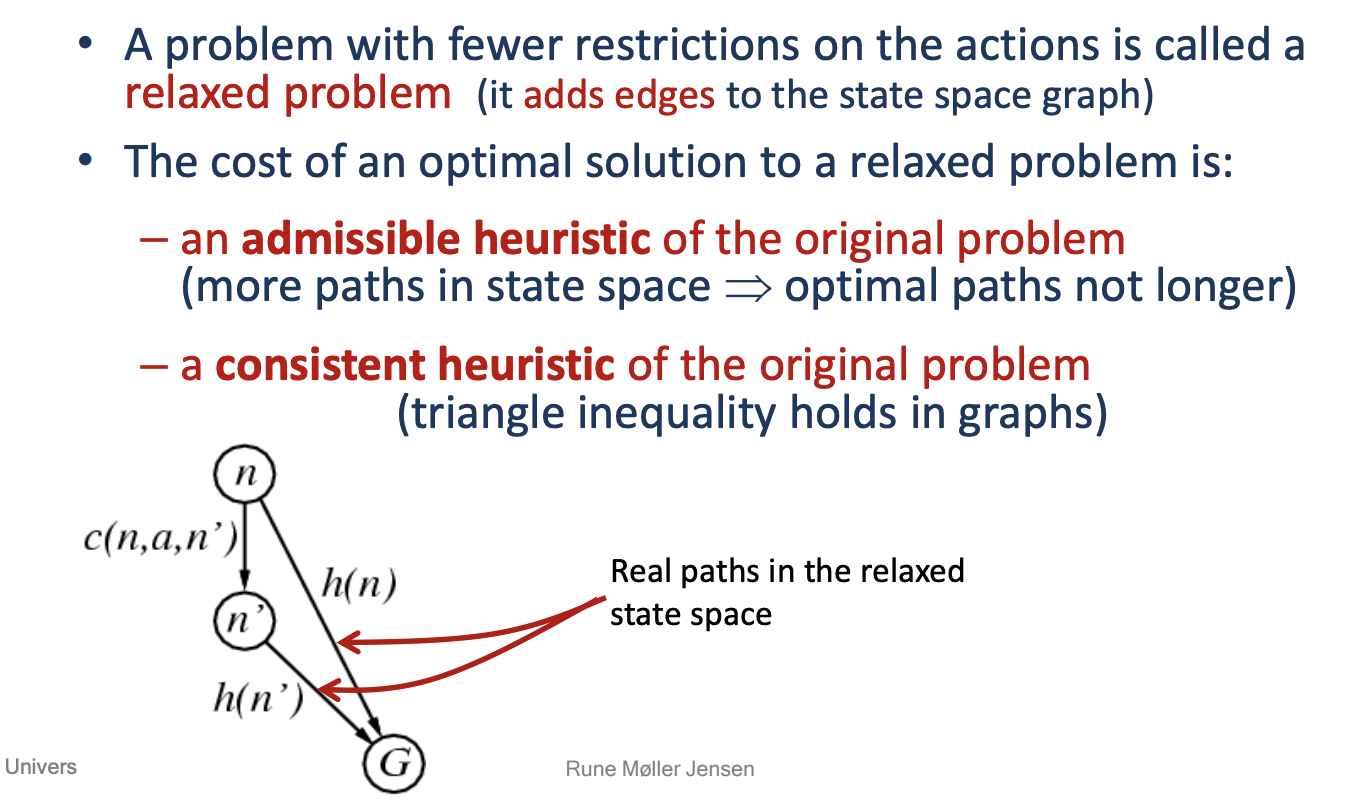 • A problem with fewer restrictions on the actions is called a
relaxed problem (it adds edges to the state space graph)
• The cost of an optimal solution to a relaxed problem is:
– an admissible heuristic of the original problem
(more paths in state space ⟹ optimal paths not longer)
– a consistent heuristic of the original problem
(triangle inequality holds in graphs)
n
c(n,a,n’)
h(n)
Real paths in the relaxed
state space
n’
h(n’)
G
Univers
Rune Møller Jensen